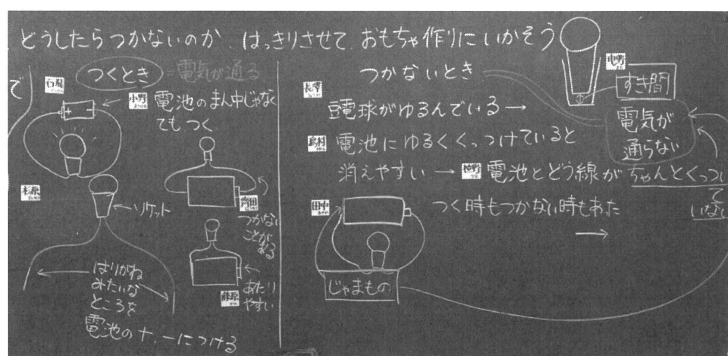 どうしたらつかないのか、はっきりさせて、おもちゃ作りにいかそう
で
つくとき=電気が通る
石風
小野
電池のまん中じゃなく
てもつく
ソケット
はりがね
みたいな
ところを
電池の+、-につける
つかない
ことが
ある
あたり
やすい
つかないとき
豆電球がゆるんでいる→
電池にゆるくくっつけていると
消えやすい→電池とどう線がちゃんとくっつい
て
いない
すき間
電気が
通らない
田中
つく時もつかない時もあった
→
じゃまもの